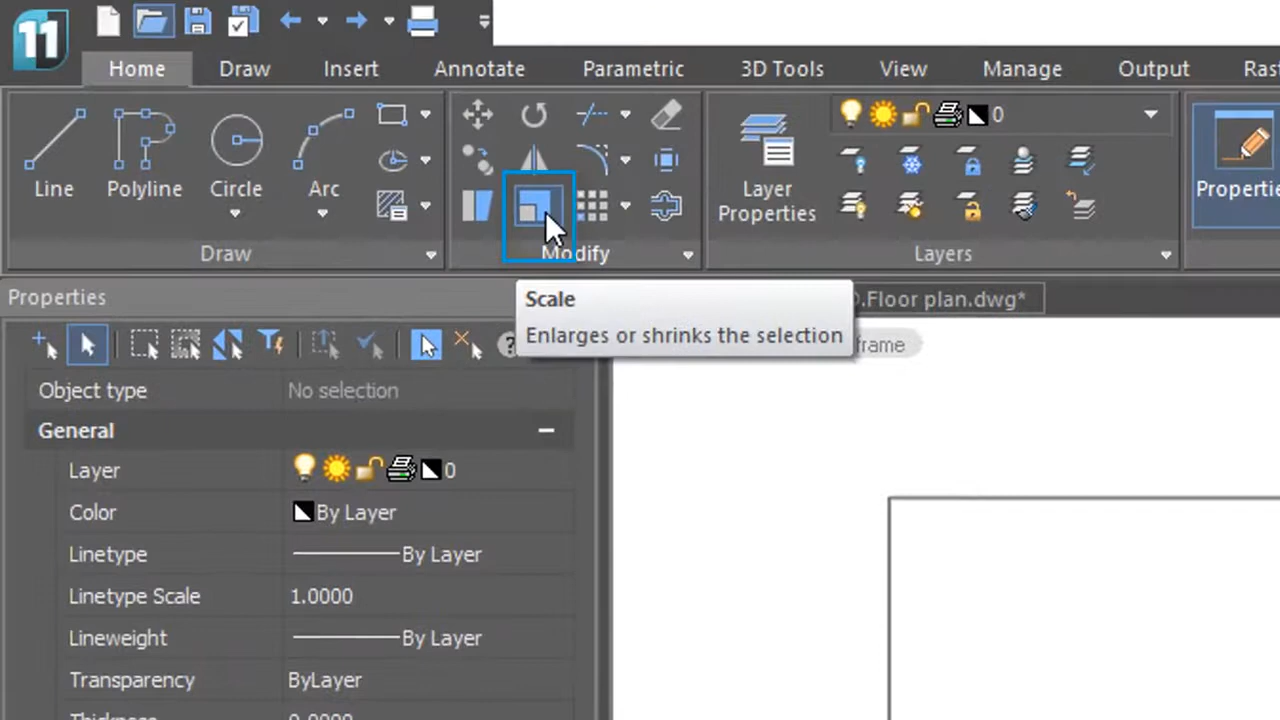 11
Home Draw Insert Annotate Parametric 3D Tools View Manage Output
0
Line Polyline Circle Arc
Layer
Properties
Draw Modify Layers
Properties
Scale
Enlarges or shrinks the selection
.Floor plan.dwg*
frame
?
Object type No selection
General
Layer 0
Color By Layer
Linetype By Layer
Linetype Scale 1.0000
Lineweight By Layer
Transparency ByLayer